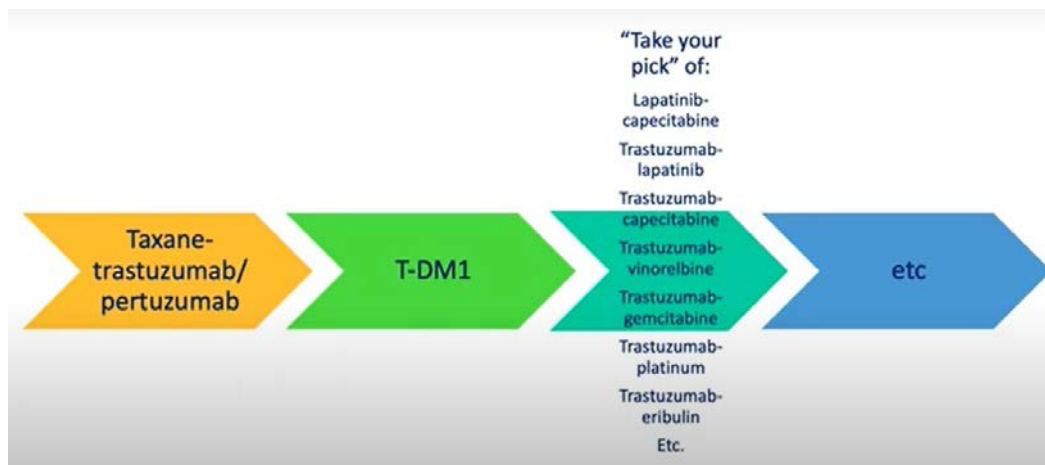 Taxane-
trastuzumab/
pertuzumab
T-DM1
“Take your
pick” of:
Lapatinib-
capecitabine
Trastuzumab-
lapatinib
Trastuzumab-
capecitabine
Trastuzumab-
vinorelbine
Trastuzumab-
gemcitabine
Trastuzumab-
platinum
Trastuzumab-
eribulin
Etc.
etc